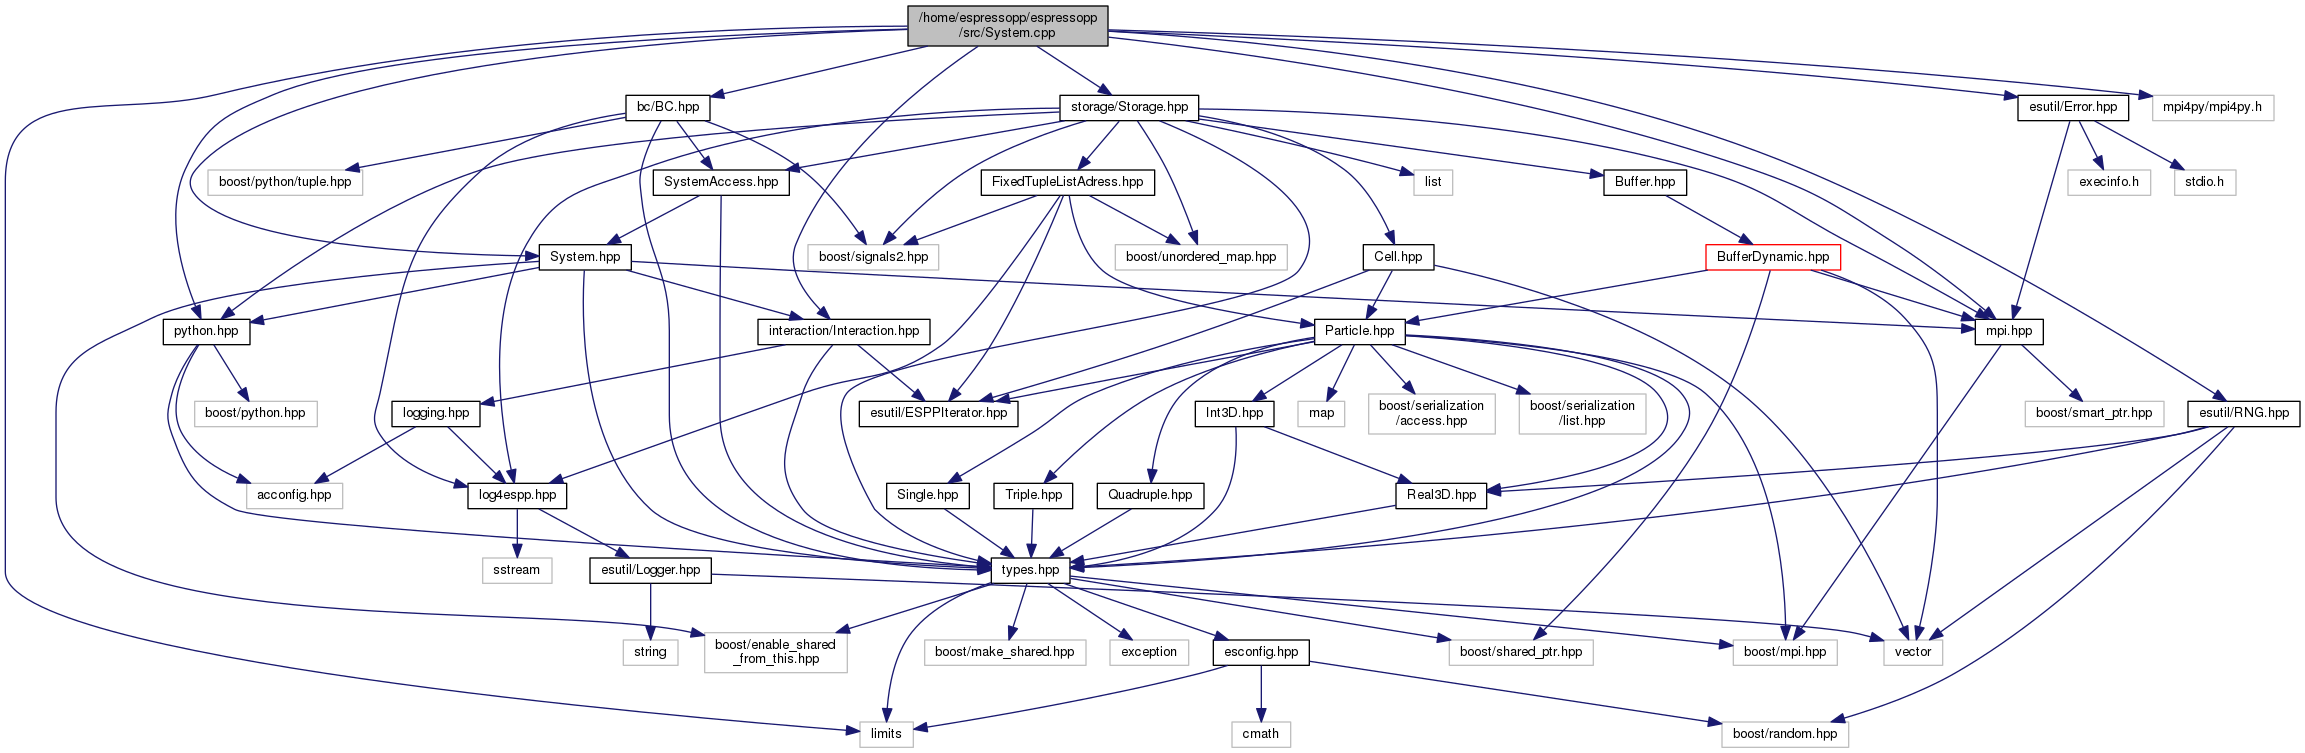 /home/espressopp/espressopp
/src/System.cpp
bc/BC.hpp
storage/Storage.hpp
esutil/Error.hpp
mpi4py/mpi4py.h
boost/python/tuple.hpp
SystemAccess.hpp
FixedTupleListAdress.hpp
list
Buffer.hpp
execinfo.h
stdio.h
System.hpp
boost/signals2.hpp
boost/unordered_map.hpp
Cell.hpp
BufferDynamic.hpp
python.hpp
interaction/Interaction.hpp
Particle.hpp
mpi.hpp
boost/python.hpp
logging.hpp
esutil/ESPPIterator.hpp
Int3D.hpp
map
boost/serialization
/access.hpp
boost/serialization
/list.hpp
boost/smart_ptr.hpp
esutil/RNG.hpp
acconfig.hpp
log4espp.hpp
Single.hpp
Triple.hpp
Quadruple.hpp
Real3D.hpp
sstream
esutil/Logger.hpp
types.hpp
string
boost/enable_shared
_from_this.hpp
boost/make_shared.hpp
exception
esconfig.hpp
boost/shared_ptr.hpp
boost/mpi.hpp
vector
limits
cmath
boost/random.hpp